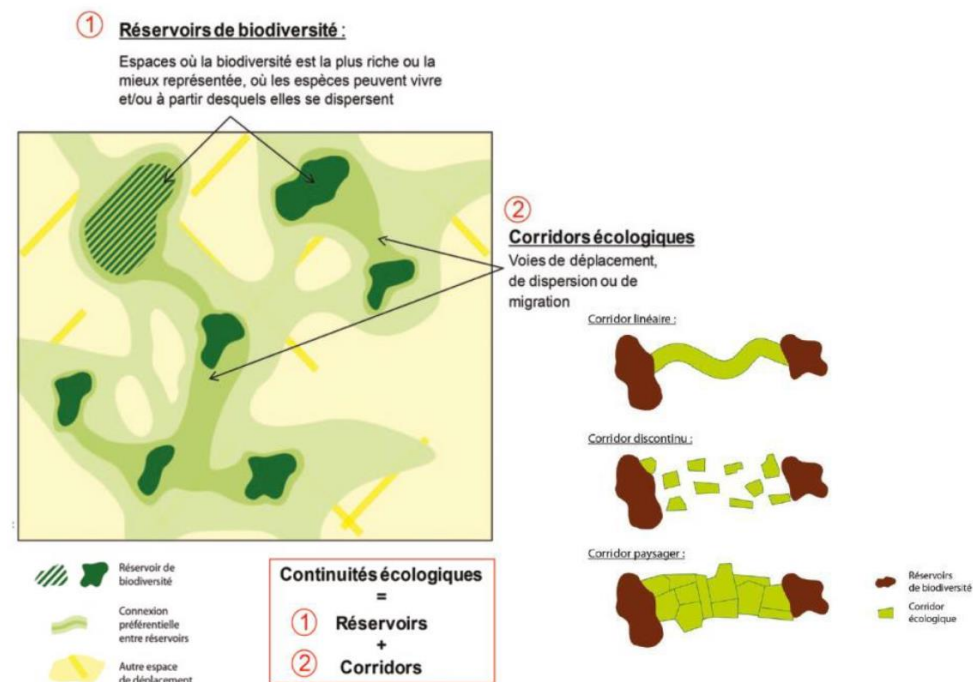 ① Réservoirs de biodiversité :
Espaces où la biodiversité est la plus riche ou la
mieux représentée, où les espèces peuvent vivre
et/ou à partir desquels elles se dispersent
②
Corridors écologiques
Voies de déplacement,
de dispersion ou de
migration
Corridor linéaire :
Corridor discontinu :
Corridor paysager :
Réservoirs
de biodiversité
Corridor
écologique
Réservoir de
biodiversité
Connexion
préférentielle
entre réservoirs
Autre espace
de déplacement
Continuités écologiques
=
① Réservoirs
+
② Corridors